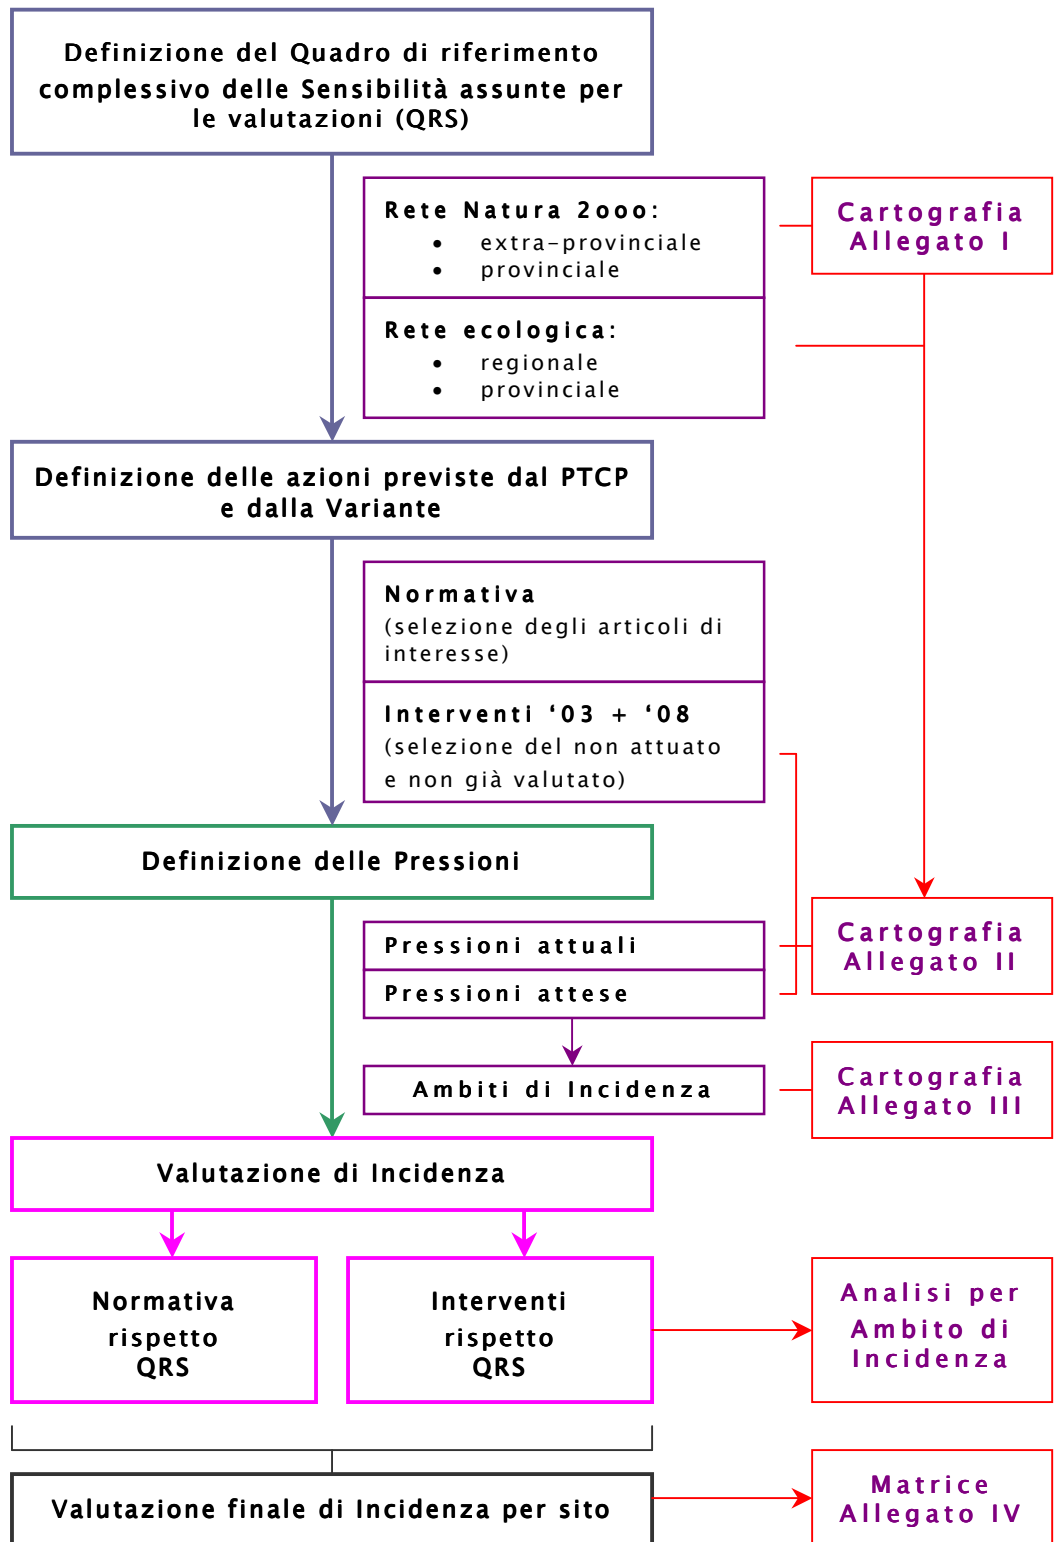 Definizione del Quadro di riferimento
complessivo delle Sensibilità assunte per
le valutazioni (QRS)
Rete Natura 2ooo:
• extra-provinciale
• provinciale
Cartografia
Allegato I
Rete ecologica:
• regionale
• provinciale
Definizione delle azioni previste dal PTCP
e dalla Variante
Normativa
(selezione degli articoli di
interesse)
Interventi ‘03 + ‘08
(selezione del non attuato
e non già valutato)
Definizione delle Pressioni
Pressioni attuali
Pressioni attese
Cartografia
Allegato II
Ambiti di Incidenza
Cartografia
Allegato III
Valutazione di Incidenza
Normativa
rispetto
QRS
Interventi
rispetto
QRS
Analisi per
Ambito di
Incidenza
Valutazione finale di Incidenza per sito
Matrice
Allegato IV